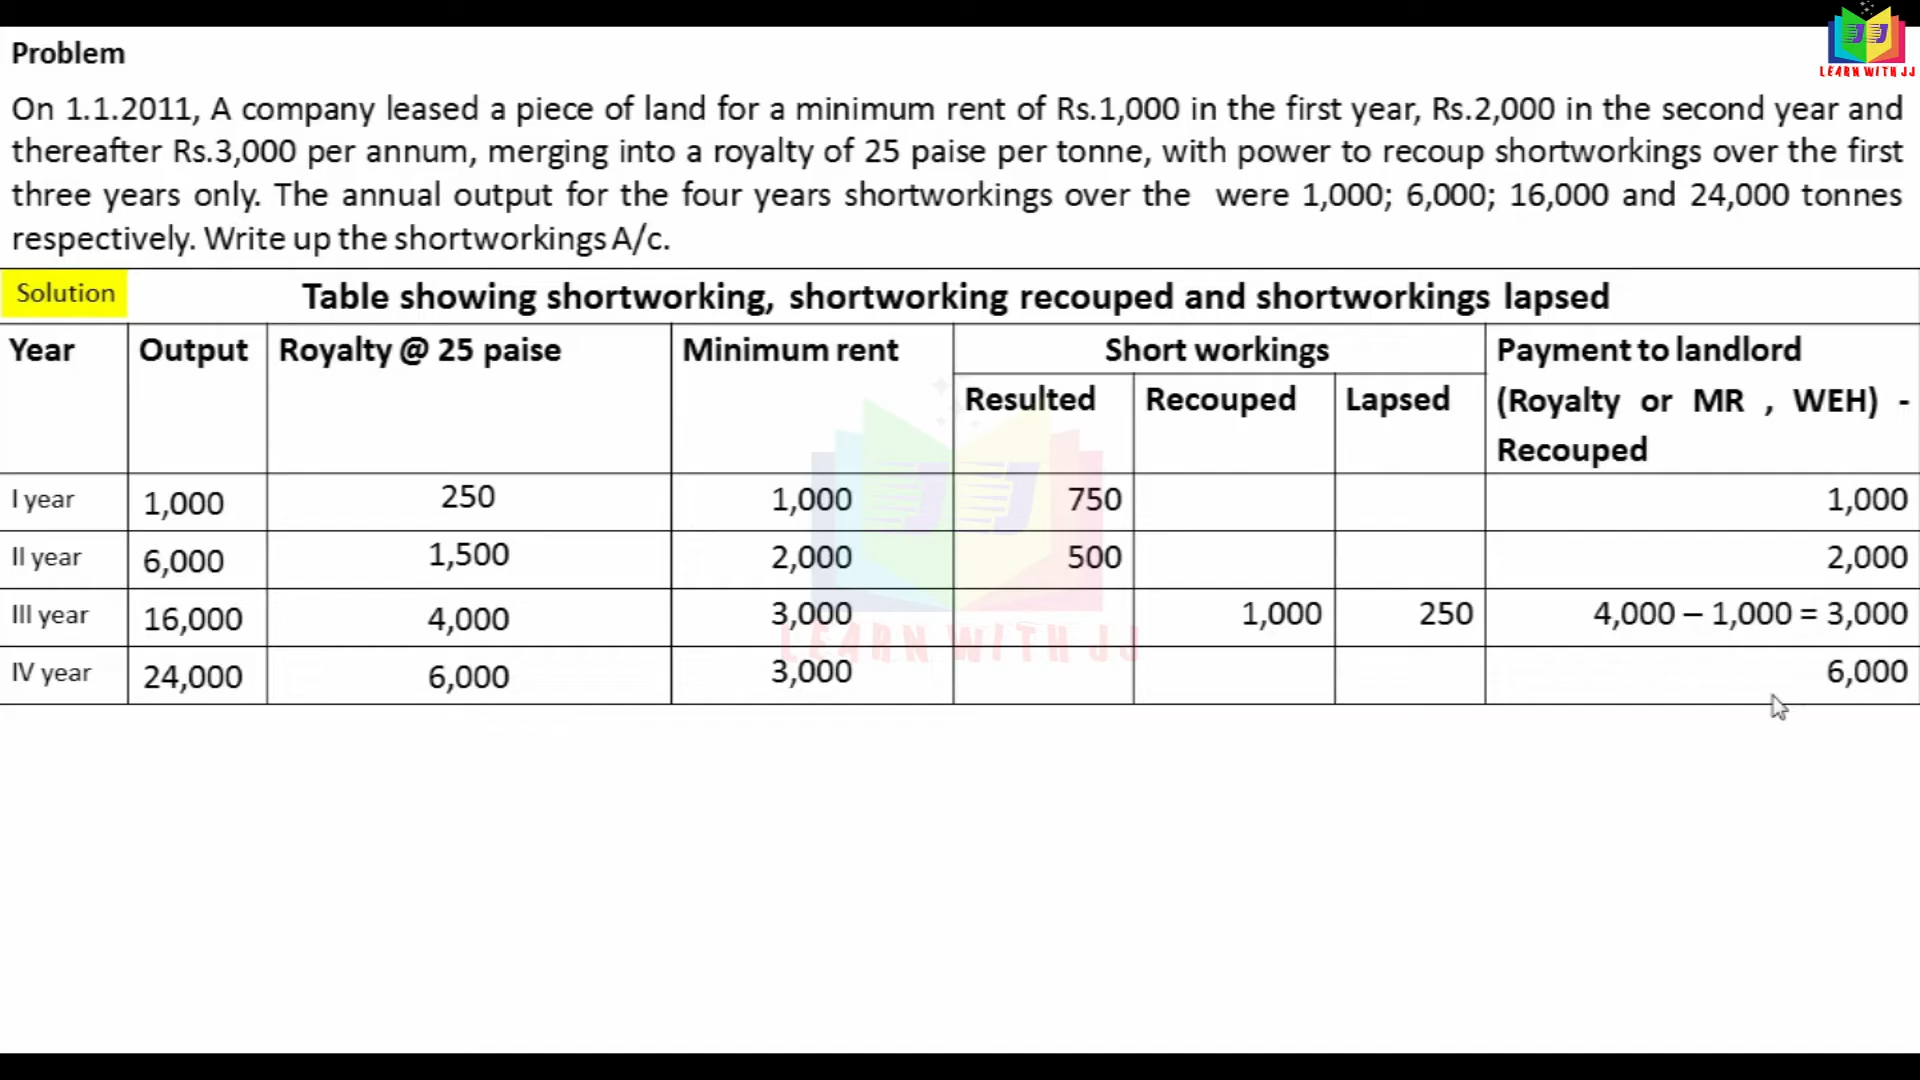 LEARN WITH JJ
Problem
On 1.1.2011, A company leased a piece of land for a minimum rent of Rs.1,000 in the first year, Rs.2,000 in the second year and
thereafter Rs.3,000 per annum, merging into a royalty of 25 paise per tonne, with power to recoup shortworkings over the first
three years only. The annual output for the four years shortworkings over the were 1,000; 6,000; 16,000 and 24,000 tonnes
respectively. Write up the shortworkings A/c.
Solution Table showing shortworking, shortworking recouped and shortworkings lapsed
Year Output Royalty @ 25 paise Minimum rent Short workings Payment to landlord
Resulted Recouped Lapsed (Royalty or MR , WEH) -
Recouped
I year 1,000 250 1,000 750 1,000
II year 6,000 1,500 2,000 500 2,000
III year 16,000 4,000 3,000 1,000 250 4,000 – 1,000 = 3,000
LEARN WITH JJ
IV year 24,000 6,000 3,000 6,000